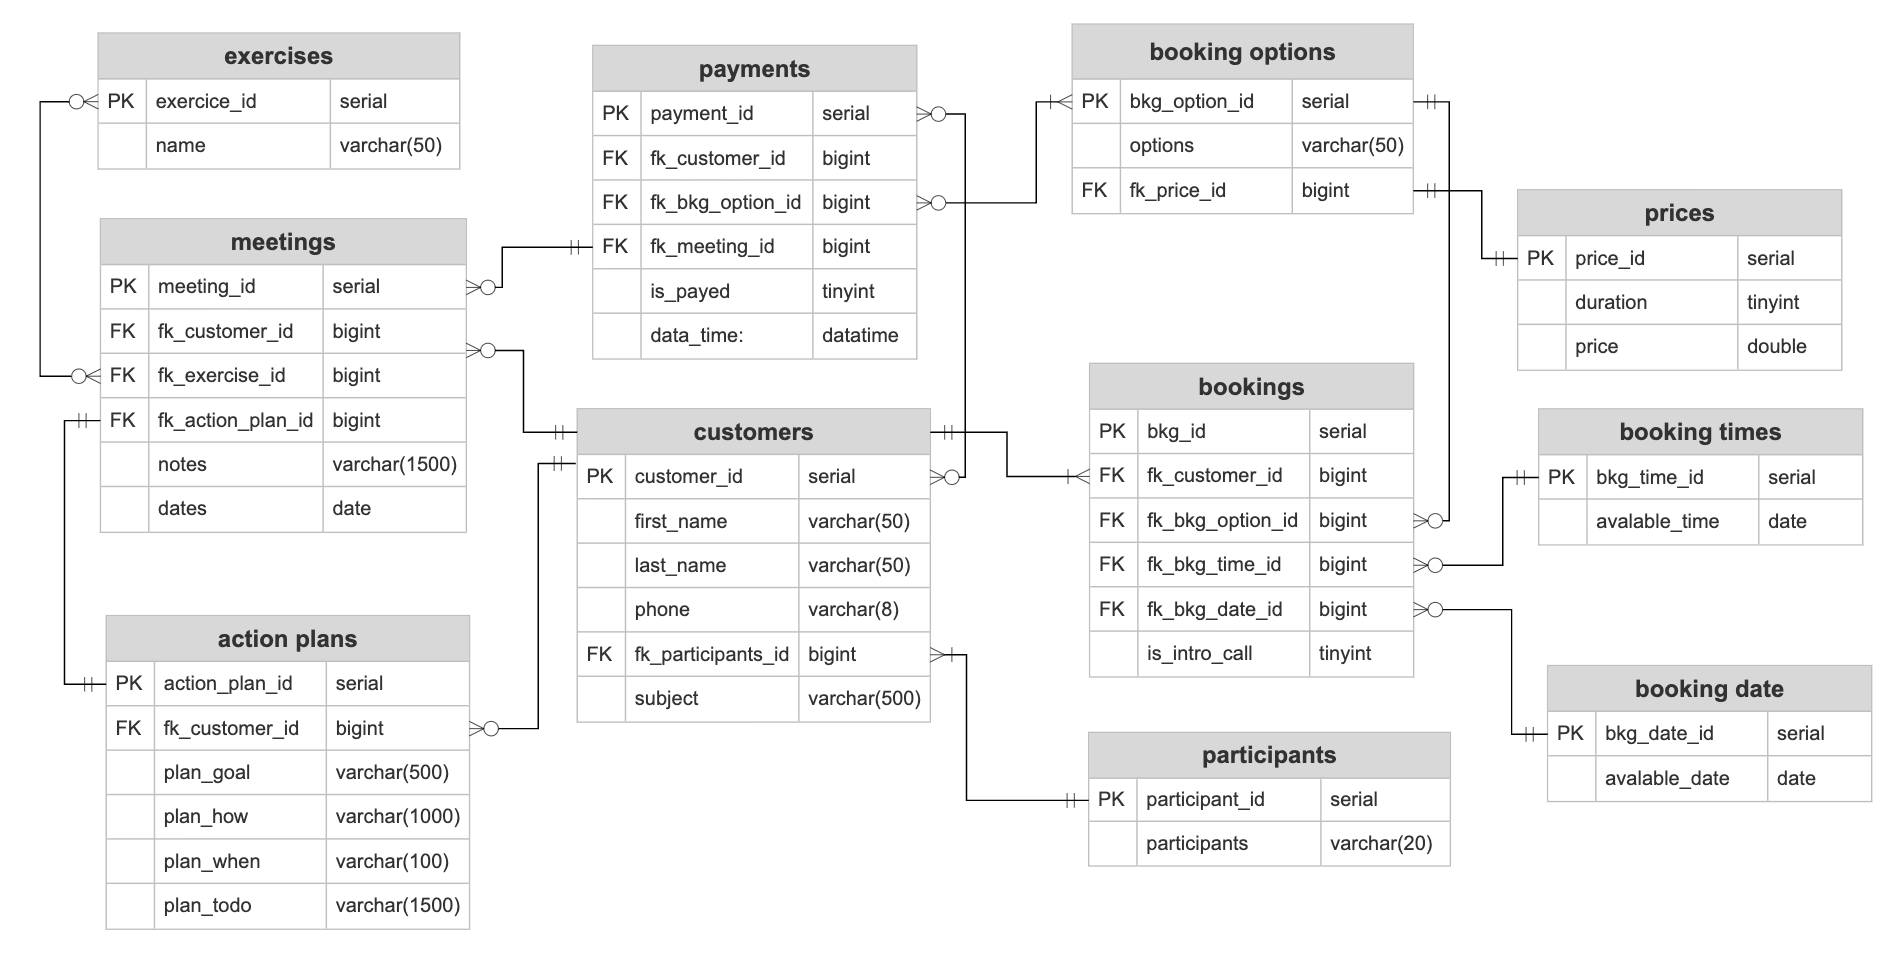 exercises
PK exercice_id serial
name varchar(50)
meetings
PK meeting_id serial
FK fk_customer_id bigint
FK fk_exercise_id bigint
FK fk_action_plan_id bigint
notes varchar(1500)
dates date
action plans
PK action_plan_id serial
FK fk_customer_id bigint
plan_goal varchar(500)
plan_how varchar(1000)
plan_when varchar(100)
plan_todo varchar(1500)
payments
PK payment_id serial
FK fk_customer_id bigint
FK fk_bkg_option_id bigint
FK fk_meeting_id bigint
is_payed tinyint
data_time: datatime
customers
PK customer_id serial
first_name varchar(50)
last_name varchar(50)
phone varchar(8)
FK fk_participants_id bigint
subject varchar(500)
booking options
PK bkg_option_id serial
options varchar(50)
FK fk_price_id bigint
bookings
PK bkg_id serial
FK fk_customer_id bigint
FK fk_bkg_option_id bigint
FK fk_bkg_time_id bigint
FK fk_bkg_date_id bigint
is_intro_call tinyint
participants
PK participant_id serial
participants varchar(20)
prices
PK price_id serial
duration tinyint
price double
booking times
PK bkg_time_id serial
avalable_time date
booking date
PK bkg_date_id serial
avalable_date date